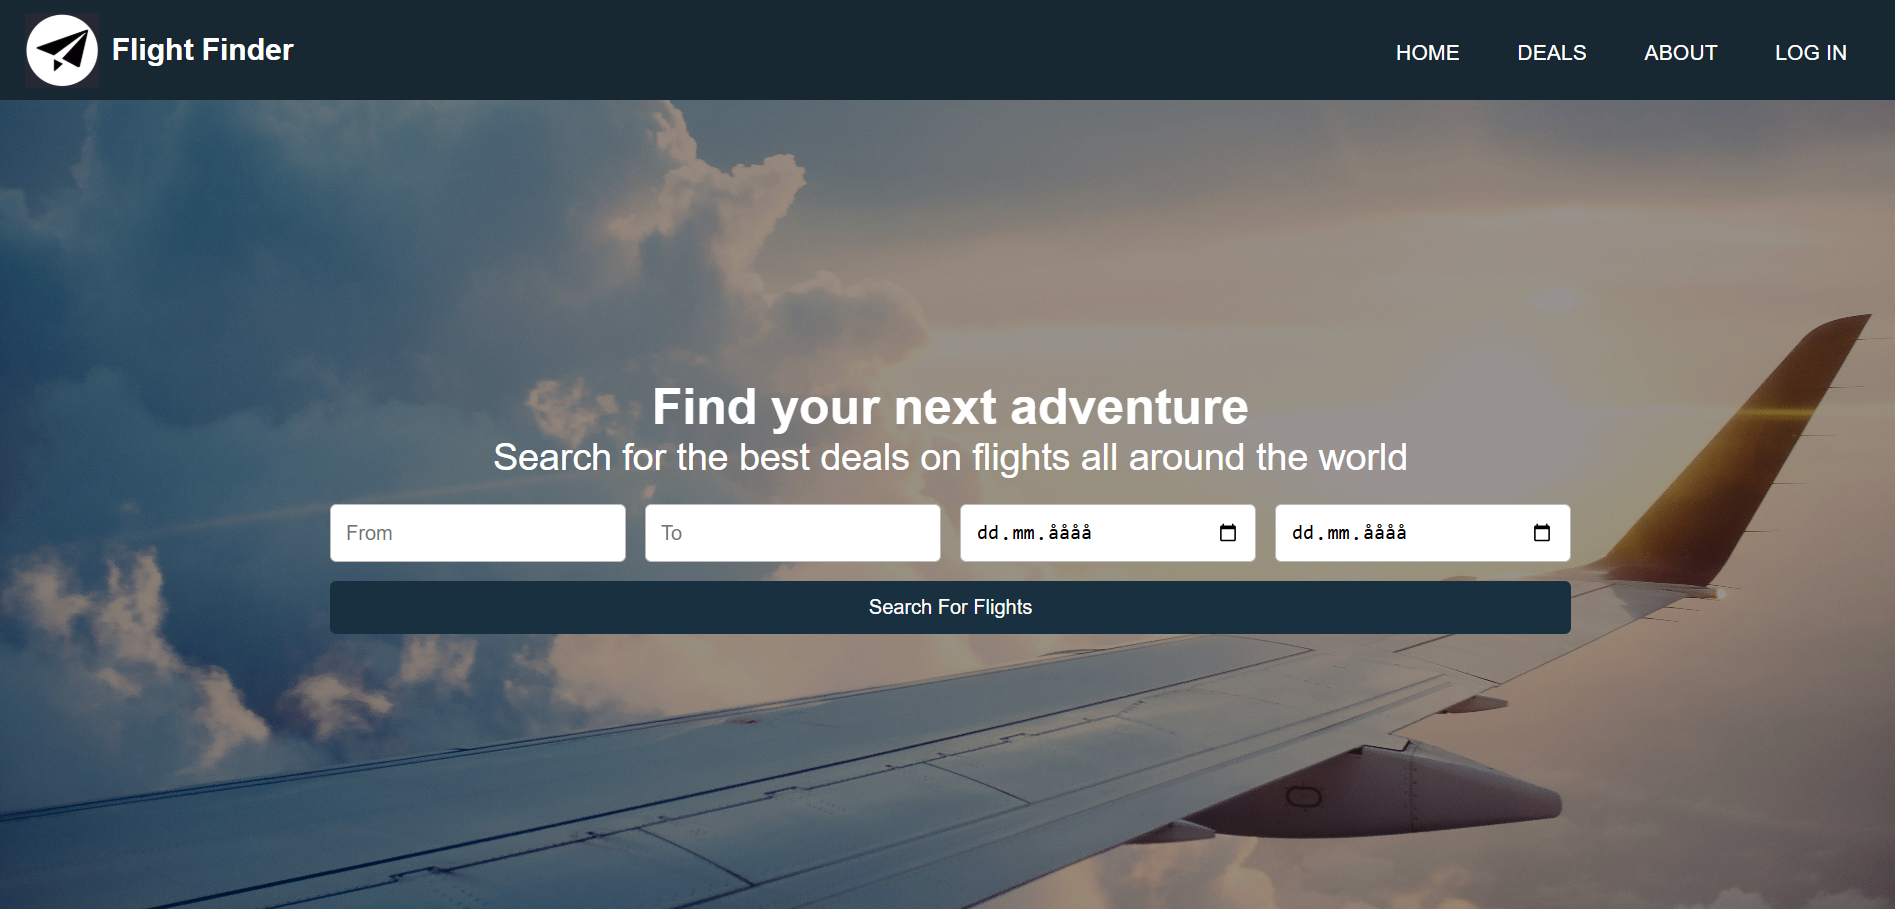 Flight Finder
HOME DEALS ABOUT LOG IN
Find your next adventure
Search for the best deals on flights all around the world
From To dd.mm.åååå dd.mm.åååå
Search For Flights